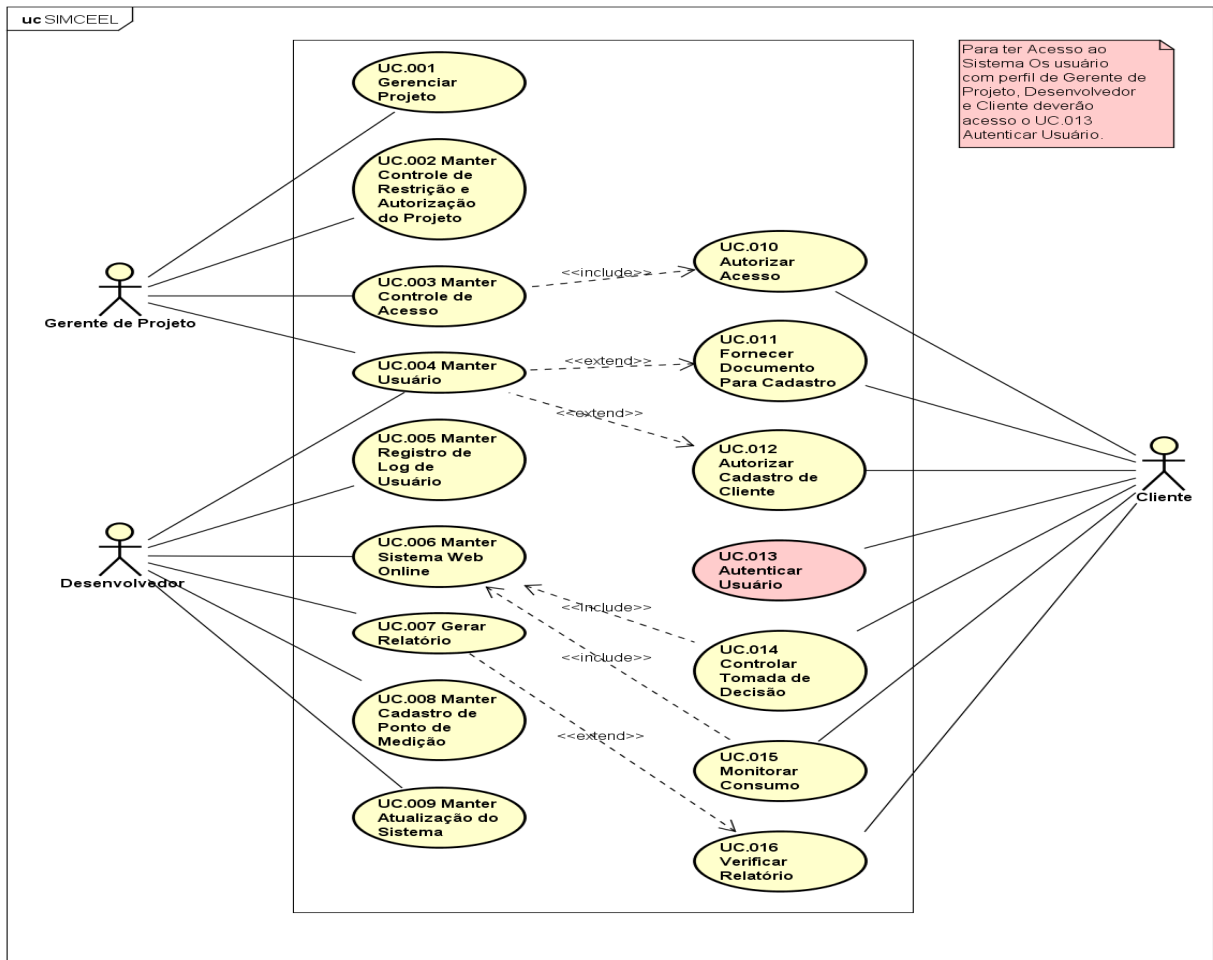 uc SIMCEEL
Para ter Acesso ao
Sistema Os usuário
com perfil de Gerente de
Projeto, Desenvolvedor
e Cliente deverão
acesso o UC.013
Autenticar Usuário.
UC.001
Gerenciar
Projeto
UC.002 Manter
Controle de
Restrição e
Autorização
do Projeto
UC.003 Manter
Controle de
Acesso
UC.004 Manter
Usuário
UC.005 Manter
Registro de
Log de
Usuário
UC.006 Manter
Sistema Web
Online
UC.007 Gerar
Relatório
UC.008 Manter
Cadastro de
Ponto de
Medição
UC.009 Manter
Atualização do
Sistema
Gerente de Projeto
Desenvolvedor
<<include>>
<<extend>>
<<extend>>
<<include>>
<<include>>
<<extend>>
UC.010
Autorizar
Acesso
UC.011
Fornecer
Documento
Para Cadastro
UC.012
Autorizar
Cadastro de
Cliente
UC.013
Autenticar
Usuário
UC.014
Controlar
Tomada de
Decisão
UC.015
Monitorar
Consumo
UC.016
Verificar
Relatório
Cliente